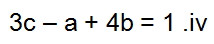 3c – a + 4b = 1 .iv